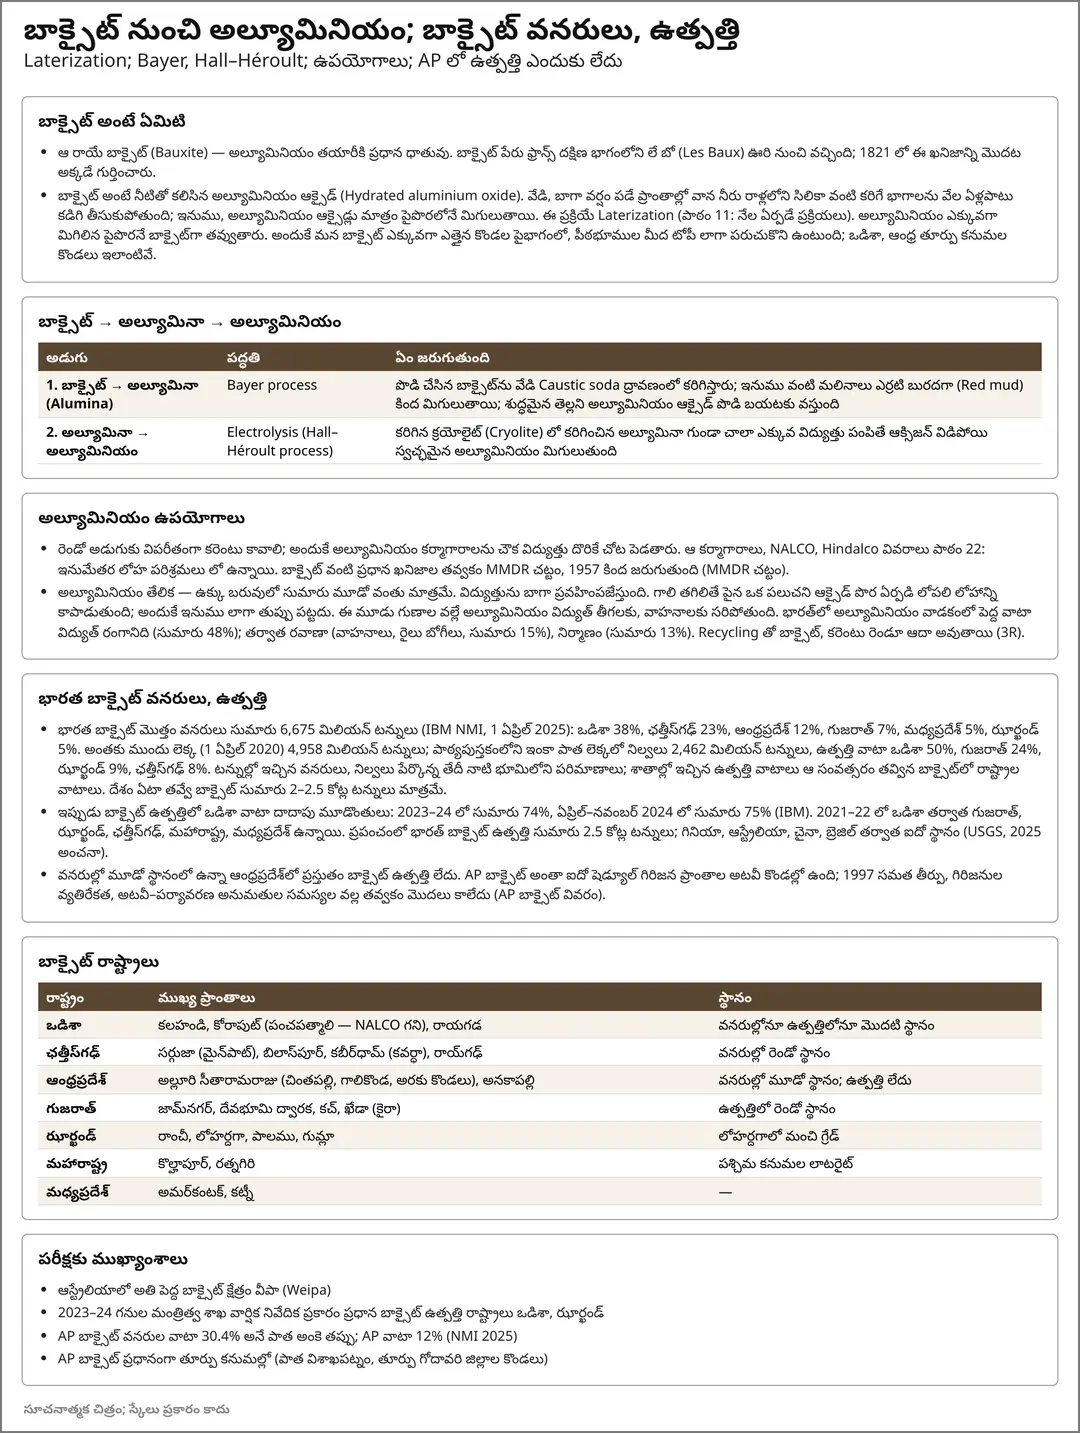 బాక్సైట్ నుంచి అల్యూమినియం; బాక్సైట్ వనరులు, ఉత్పత్తి
Laterization; Bayer, Hall–Héroult; ఉపయోగాలు; AP లో ఉత్పత్తి ఎందుకు లేదు
బాక్సైట్ అంటే ఏమిటి
• ఆ రాయే బాక్సైట్ (Bauxite) — అల్యూమినియం తయారీకి ప్రధాన ధాతువు. బాక్సైట్ పేరు ఫ్రాన్స్ దక్షిణ భాగంలోని లే బో (Les Baux) ఊరి నుంచి వచ్చింది; 1821 లో ఈ ఖనిజాన్ని మొదట
అక్కడే గుర్తించారు.
• బాక్సైట్ అంటే నీటితో కలిసిన అల్యూమినియం ఆక్సైడ్ (Hydrated aluminium oxide). వేడి, బాగా వర్షం పడే ప్రాంతాల్లో వాన నీరు రాళ్లలోని సిలికా వంటి కరిగే భాగాలను వేల ఏళ్లపాటు
కడిగి తీసుకుపోతుంది; ఇనుము, అల్యూమినియం ఆక్సైడ్లు మాత్రం పైపొరలోనే మిగులుతాయి. ఈ ప్రక్రియే Laterization (పాఠం 11: నేల ఏర్పడే ప్రక్రియలు). అల్యూమినియం ఎక్కువగా
మిగిలిన పైపొరనే బాక్సైట్‌గా తవ్వుతారు. అందుకే మన బాక్సైట్ ఎక్కువగా ఎత్తైన కొండల పైభాగంలో, పీఠభూముల మీద టోపీ లాగా పరుచుకొని ఉంటుంది; ఒడిశా, ఆంధ్ర తూర్పు కనుమల
కొండలు ఇలాంటివే.
బాక్సైట్ → అల్యూమినా → అల్యూమినియం
అడుగు పద్ధతి ఏం జరుగుతుంది
1. బాక్సైట్ → అల్యూమినా Bayer process పొడి చేసిన బాక్సైట్‌ను వేడి Caustic soda ద్రావణంలో కరిగిస్తారు; ఇనుము వంటి మలినాలు ఎర్రటి బురదగా (Red mud)
(Alumina) కింద మిగులుతాయి; శుద్ధమైన తెల్లని అల్యూమినియం ఆక్సైడ్ పొడి బయటకు వస్తుంది
2. అల్యూమినా → Electrolysis (Hall– కరిగిన క్రయోలైట్ (Cryolite) లో కరిగించిన అల్యూమినా గుండా చాలా ఎక్కువ విద్యుత్తు పంపితే ఆక్సిజన్ విడిపోయి
అల్యూమినియం Héroult process) స్వచ్ఛమైన అల్యూమినియం మిగులుతుంది
అల్యూమినియం ఉపయోగాలు
• రెండో అడుగుకు విపరీతంగా కరెంటు కావాలి; అందుకే అల్యూమినియం కర్మాగారాలను చౌక విద్యుత్తు దొరికే చోట పెడతారు. ఆ కర్మాగారాలు, NALCO, Hindalco వివరాలు పాఠం 22:
ఇనుమేతర లోహ పరిశ్రమలు లో ఉన్నాయి. బాక్సైట్ వంటి ప్రధాన ఖనిజాల తవ్వకం MMDR చట్టం, 1957 కింద జరుగుతుంది (MMDR చట్టం).
• అల్యూమినియం తేలిక — ఉక్కు బరువులో సుమారు మూడో వంతు మాత్రమే. విద్యుత్తును బాగా ప్రవహింపజేస్తుంది. గాలి తగిలితే పైన ఒక పలుచని ఆక్సైడ్ పొర ఏర్పడి లోపలి లోహాన్ని
కాపాడుతుంది; అందుకే ఇనుము లాగా తుప్పు పట్టదు. ఈ మూడు గుణాల వల్లే అల్యూమినియం విద్యుత్ తీగలకు, వాహనాలకు సరిపోతుంది. భారత్‌లో అల్యూమినియం వాడకంలో పెద్ద వాటా
విద్యుత్ రంగానిది (సుమారు 48%); తర్వాత రవాణా (వాహనాలు, రైలు బోగీలు, సుమారు 15%), నిర్మాణం (సుమారు 13%). Recycling తో బాక్సైట్, కరెంటు రెండూ ఆదా అవుతాయి (3R).
భారత బాక్సైట్ వనరులు, ఉత్పత్తి
• భారత బాక్సైట్ మొత్తం వనరులు సుమారు 6,675 మిలియన్ టన్నులు (IBM NMI, 1 ఏప్రిల్ 2025): ఒడిశా 38%, ఛత్తీస్‌గఢ్ 23%, ఆంధ్రప్రదేశ్ 12%, గుజరాత్ 7%, మధ్యప్రదేశ్ 5%, ఝార్ఖండ్
5%. అంతకు ముందు లెక్క (1 ఏప్రిల్ 2020) 4,958 మిలియన్ టన్నులు; పాఠ్యపుస్తకంలోని ఇంకా పాత లెక్కలో నిల్వలు 2,462 మిలియన్ టన్నులు, ఉత్పత్తి వాటా ఒడిశా 50%, గుజరాత్ 24%,
ఝార్ఖండ్ 9%, ఛత్తీస్‌గఢ్ 8%. టన్నుల్లో ఇచ్చిన వనరులు, నిల్వలు పేర్కొన్న తేదీ నాటి భూమిలోని పరిమాణాలు; శాతాల్లో ఇచ్చిన ఉత్పత్తి వాటాలు ఆ సంవత్సరం తవ్విన బాక్సైట్‌లో రాష్ట్రాల
వాటాలు. దేశం ఏటా తవ్వే బాక్సైట్ సుమారు 2–2.5 కోట్ల టన్నులు మాత్రమే.
• ఇప్పుడు బాక్సైట్ ఉత్పత్తిలో ఒడిశా వాటా దాదాపు మూడొంతులు: 2023–24 లో సుమారు 74%, ఏప్రిల్–నవంబర్ 2024 లో సుమారు 75% (IBM). 2021–22 లో ఒడిశా తర్వాత గుజరాత్,
ఝార్ఖండ్, ఛత్తీస్‌గఢ్, మహారాష్ట్ర, మధ్యప్రదేశ్ ఉన్నాయి. ప్రపంచంలో భారత్ బాక్సైట్ ఉత్పత్తి సుమారు 2.5 కోట్ల టన్నులు; గినియా, ఆస్ట్రేలియా, చైనా, బ్రెజిల్ తర్వాత ఐదో స్థానం (USGS, 2025
అంచనా).
• వనరుల్లో మూడో స్థానంలో ఉన్నా ఆంధ్రప్రదేశ్‌లో ప్రస్తుతం బాక్సైట్ ఉత్పత్తి లేదు. AP బాక్సైట్ అంతా ఐదో షెడ్యూల్ గిరిజన ప్రాంతాల అటవీ కొండల్లో ఉంది; 1997 సమత తీర్పు, గిరిజనుల
వ్యతిరేకత, అటవీ–పర్యావరణ అనుమతుల సమస్యల వల్ల తవ్వకం మొదలు కాలేదు (AP బాక్సైట్ వివరం).
బాక్సైట్ రాష్ట్రాలు
రాష్ట్రం ముఖ్య ప్రాంతాలు స్థానం
ఒడిశా కలహండి, కోరాపుట్ (పంచపత్మాలి — NALCO గని), రాయగడ వనరుల్లోనూ ఉత్పత్తిలోనూ మొదటి స్థానం
ఛత్తీస్‌గఢ్ సర్గుజా (మైన్‌పాట్), బిలాస్‌పూర్, కబీర్‌ధామ్ (కవర్ధా), రాయ్‌గఢ్ వనరుల్లో రెండో స్థానం
ఆంధ్రప్రదేశ్ అల్లూరి సీతారామరాజు (చింతపల్లి, గాలికొండ, అరకు కొండలు), అనకాపల్లి వనరుల్లో మూడో స్థానం; ఉత్పత్తి లేదు
గుజరాత్ జామ్‌నగర్, దేవభూమి ద్వారక, కచ్, ఖేడా (కైరా) ఉత్పత్తిలో రెండో స్థానం
ఝార్ఖండ్ రాంచీ, లోహర్దగా, పాలము, గుమ్లా లోహర్దగాలో మంచి గ్రేడ్
మహారాష్ట్ర కొల్హాపూర్, రత్నగిరి పశ్చిమ కనుమల లాటరైట్
మధ్యప్రదేశ్ అమర్‌కంటక్, కట్నీ —
పరీక్షకు ముఖ్యాంశాలు
• ఆస్ట్రేలియాలో అతి పెద్ద బాక్సైట్ క్షేత్రం వీపా (Weipa)
• 2023–24 గనుల మంత్రిత్వ శాఖ వార్షిక నివేదిక ప్రకారం ప్రధాన బాక్సైట్ ఉత్పత్తి రాష్ట్రాలు ఒడిశా, ఝార్ఖండ్
• AP బాక్సైట్ వనరుల వాటా 30.4% అనే పాత అంకె తప్పు; AP వాటా 12% (NMI 2025)
• AP బాక్సైట్ ప్రధానంగా తూర్పు కనుమల్లో (పాత విశాఖపట్నం, తూర్పు గోదావరి జిల్లాల కొండలు)
సూచనాత్మక చిత్రం; స్కేలు ప్రకారం కాదు